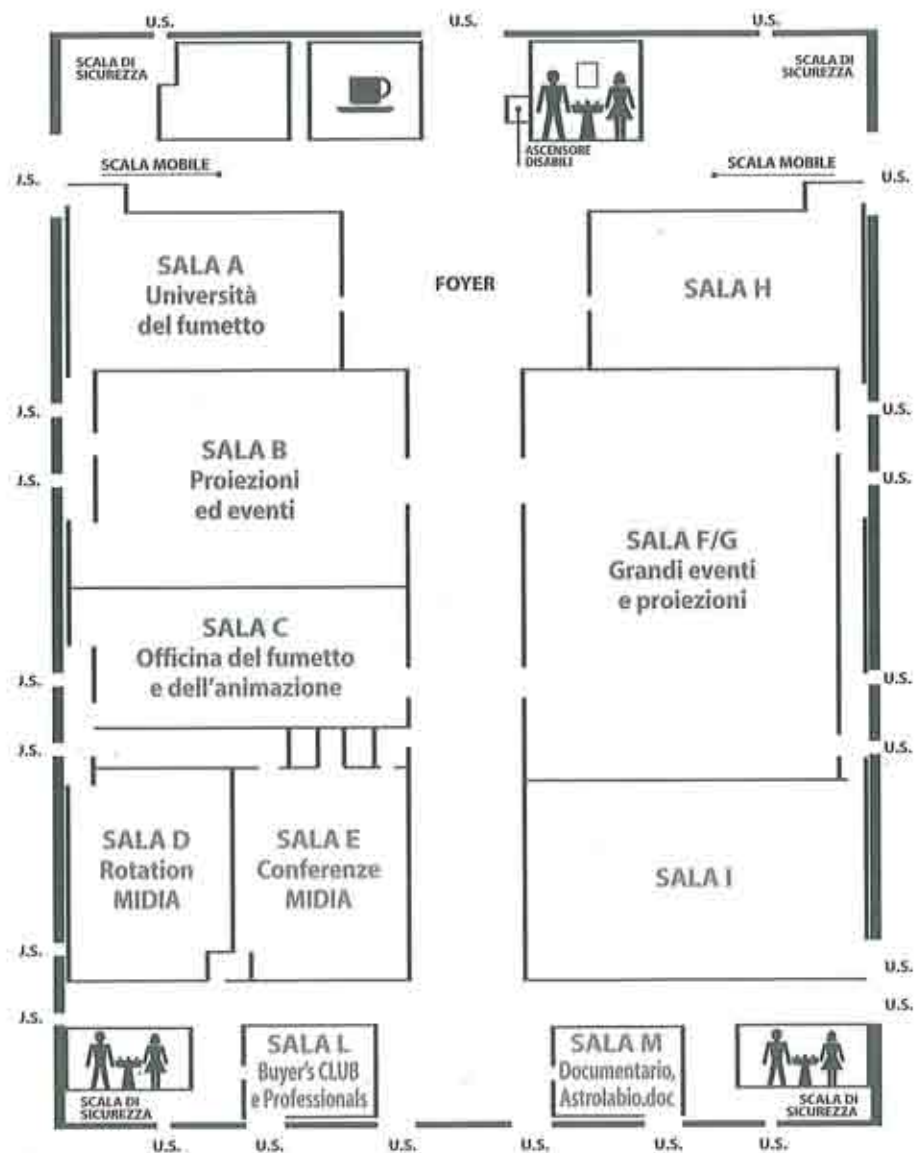 U.S.
U.S.
U.S.
SCALA DI
SICUREZZA
SCALA DI
SICUREZZA
ASCENSORE
DISABILI
SCALA MOBILE
SCALA MOBILE
U.S.
U.S.
SALA A
Università
del fumetto
FOYER
SALA H
U.S.
U.S.
U.S.
U.S.
SALA B
Proiezioni
ed eventi
SALA F/G
Grandi eventi
e proiezioni
SALA C
Officina del fumetto
e dell'animazione
U.S.
U.S.
U.S.
U.S.
SALA D
Rotation
MIDIA
SALA E
Conferenze
MIDIA
SALA I
U.S.
U.S.
U.S.
U.S.
SALA L
Buyer's CLUB
e Professionals
SALA M
Documentario,
Astrolabio.doc
SCALA DI
SICUREZZA
SCALA DI
SICUREZZA
U.S.
U.S.
U.S.
U.S.
U.S.